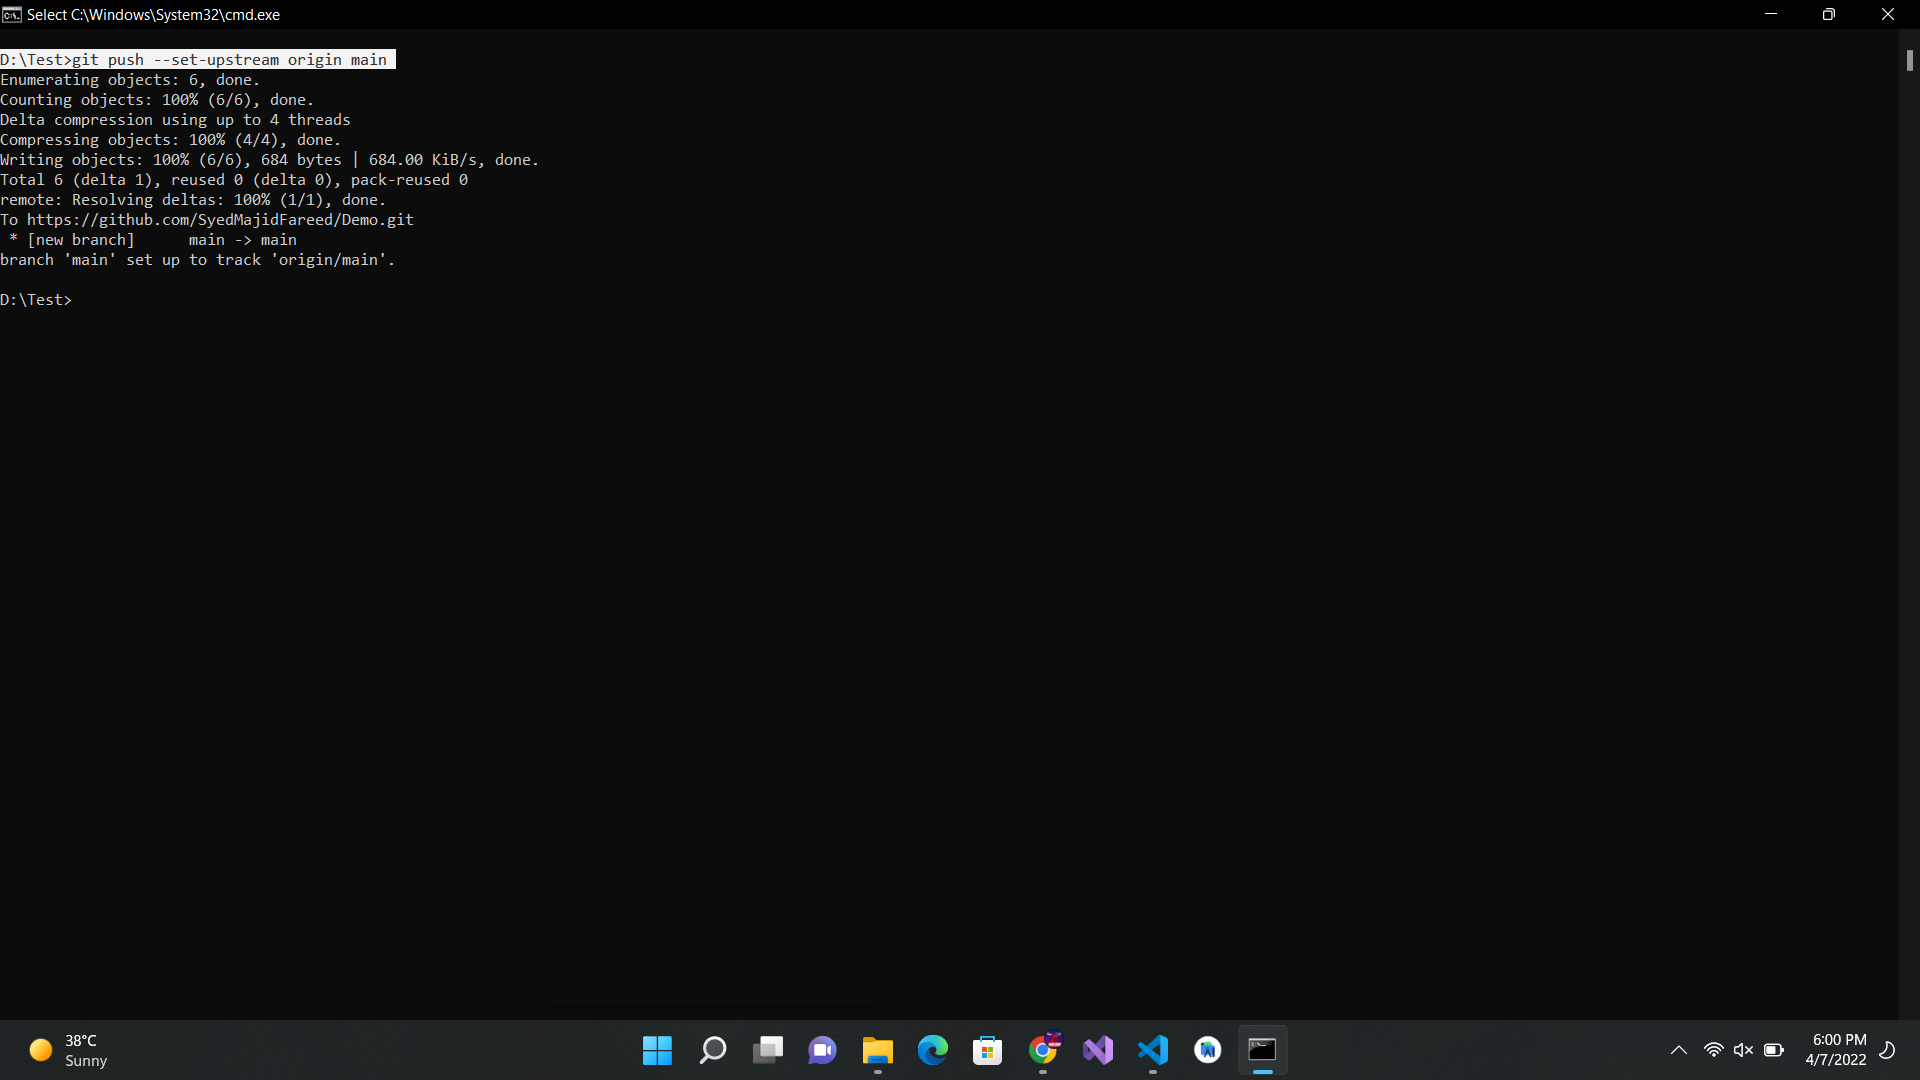 Select C:\Windows\System32\cmd.exe
D:\Test>git push --set-upstream origin main
Enumerating objects: 6, done.
Counting objects: 100% (6/6), done.
Delta compression using up to 4 threads
Compressing objects: 100% (4/4), done.
Writing objects: 100% (6/6), 684 bytes | 684.00 KiB/s, done.
Total 6 (delta 1), reused 0 (delta 0), pack-reused 0
remote: Resolving deltas: 100% (1/1), done.
To https://github.com/SyedMajidFareed/Demo.git
 * [new branch]      main -> main
branch 'main' set up to track 'origin/main'.
D:\Test>
38°C
Sunny
6:00 PM
4/7/2022